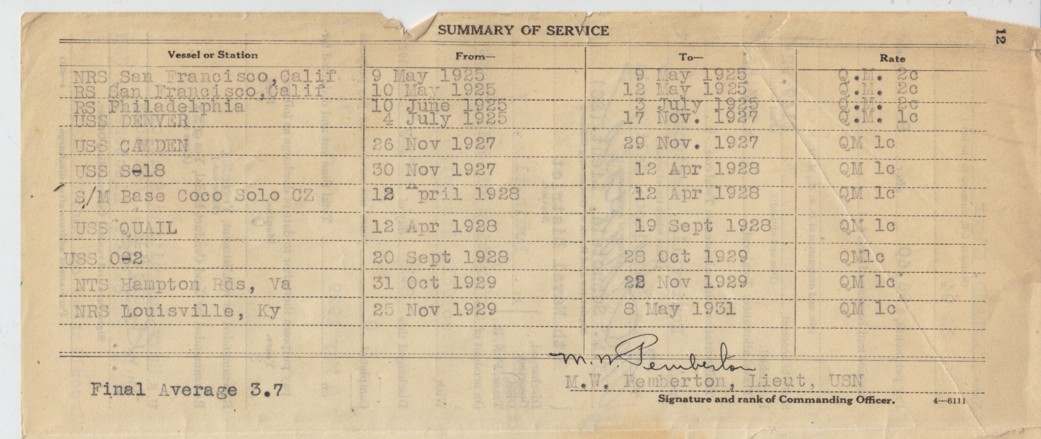 SUMMARY OF SERVICE
12
Vessel or Station From— To— Rate
NRS San Francisco,Calif 9 May 1925 9 May 1925 Q.M. 2c
RS San Francisco,Calif 10 May 1925 12 May 1925 Q.M. 2c
RS Philadelphia 10 June 1925 3 July 1925 Q.M. 2c
USS DENVER 4 July 1925 17 Nov. 1927 Q.M. 1c
USS CAMDEN 26 Nov 1927 29 Nov. 1927 QM 1c
USS S-18 30 Nov 1927 12 Apr 1928 QM 1c
S/M Base Coco Solo CZ 12 April 1928 12 Apr 1928 QM 1c
USS QUAIL 12 Apr 1928 19 Sept 1928 QM 1c
USS O-2 20 Sept 1928 28 Oct 1929 QM1c
NTS Hampton Rds, Va 31 Oct 1929 22 Nov 1929 QM 1c
NRS Louisville, Ky 25 Nov 1929 8 May 1931 QM 1c
M. W. Pemberton
Final Average 3.7
M.W. Pemberton, Lieut, USN
Signature and rank of Commanding Officer. 4—6111